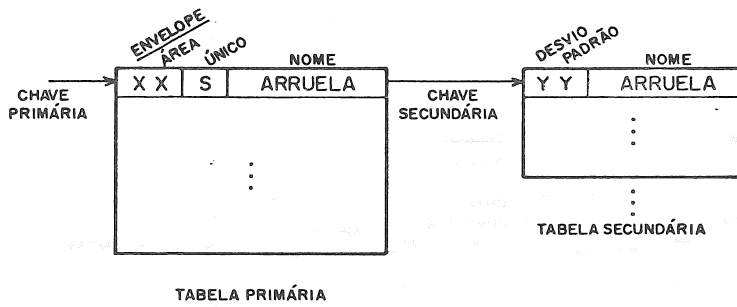 ENVELOPE
ÁREA
ÚNICO
NOME
DESVIO
PADRÃO
NOME
X X
S
ARRUELA
Y Y
ARRUELA
CHAVE
PRIMÁRIA
CHAVE
SECUNDÁRIA
TABELA SECUNDÁRIA
TABELA PRIMÁRIA